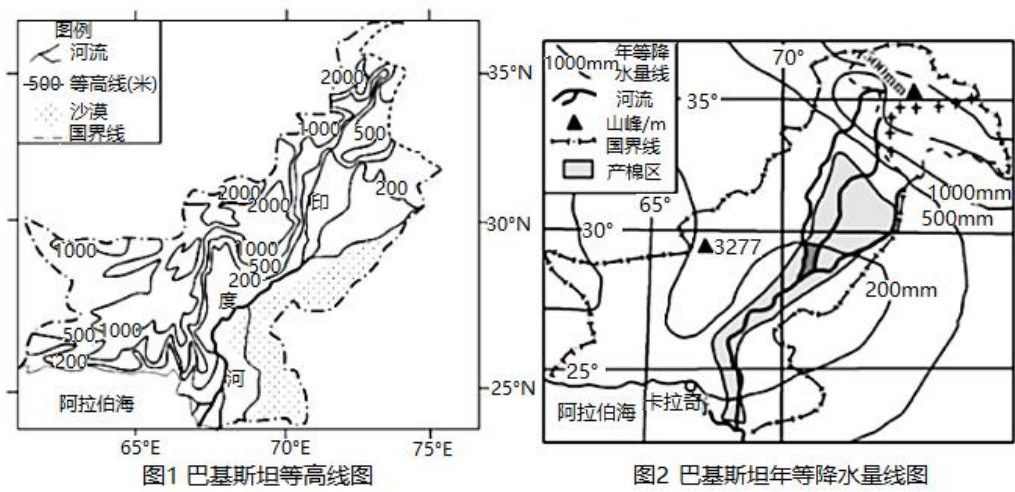 图例
河流
500 等高线(米)
沙漠
国界线
2000
1000
500
200
2000
2000
印
1000
1000
500
200
度
500
1000
200
河
阿拉伯海
35°N
30°N
25°N
65°E
70°E
75°E
图1 巴基斯坦等高线图
1000mm 年等降
水量线
河流
山峰/m
国界线
产棉区
70°
500mm
35°
65°
1000mm
500mm
30°
3277
200mm
25°
阿拉伯海
卡拉奇
图2 巴基斯坦年等降水量线图